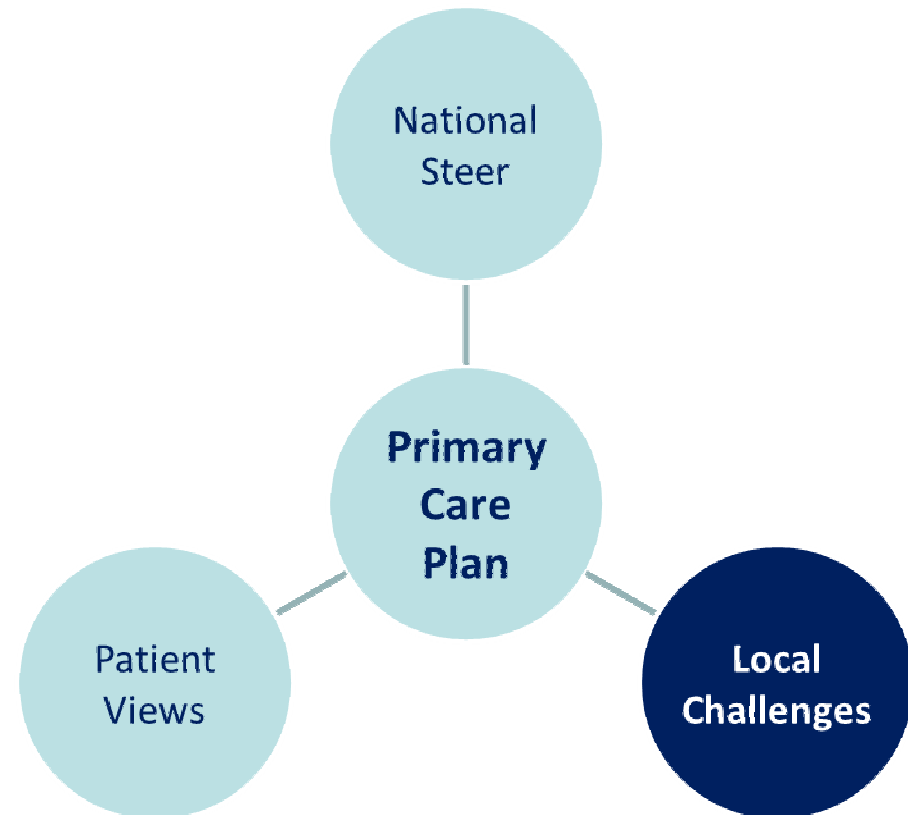 National
Steer
Primary
Care
Plan
Patient
Views
Local
Challenges